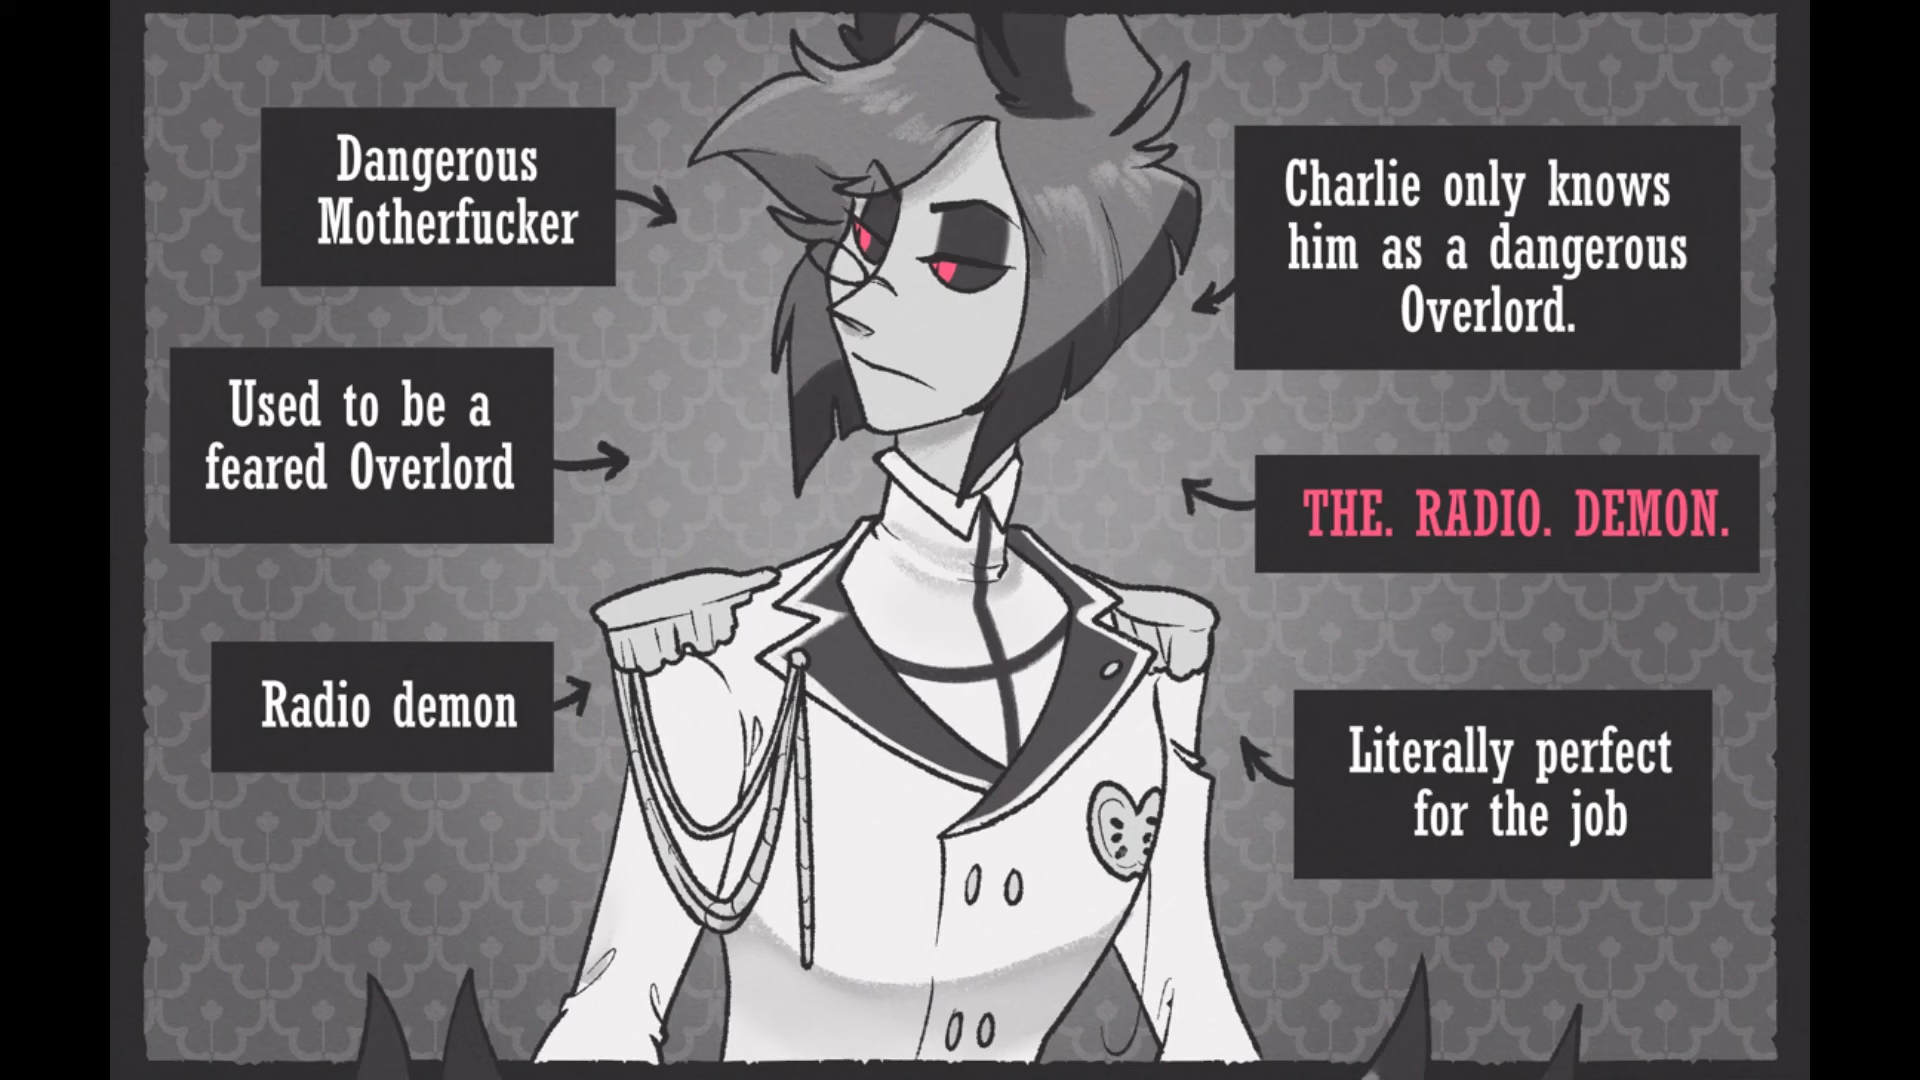 Dangerous
Motherfucker
Used to be a
feared Overlord
Radio demon
Charlie only knows
him as a dangerous
Overlord.
THE. RADIO. DEMON.
Literally perfect
for the job